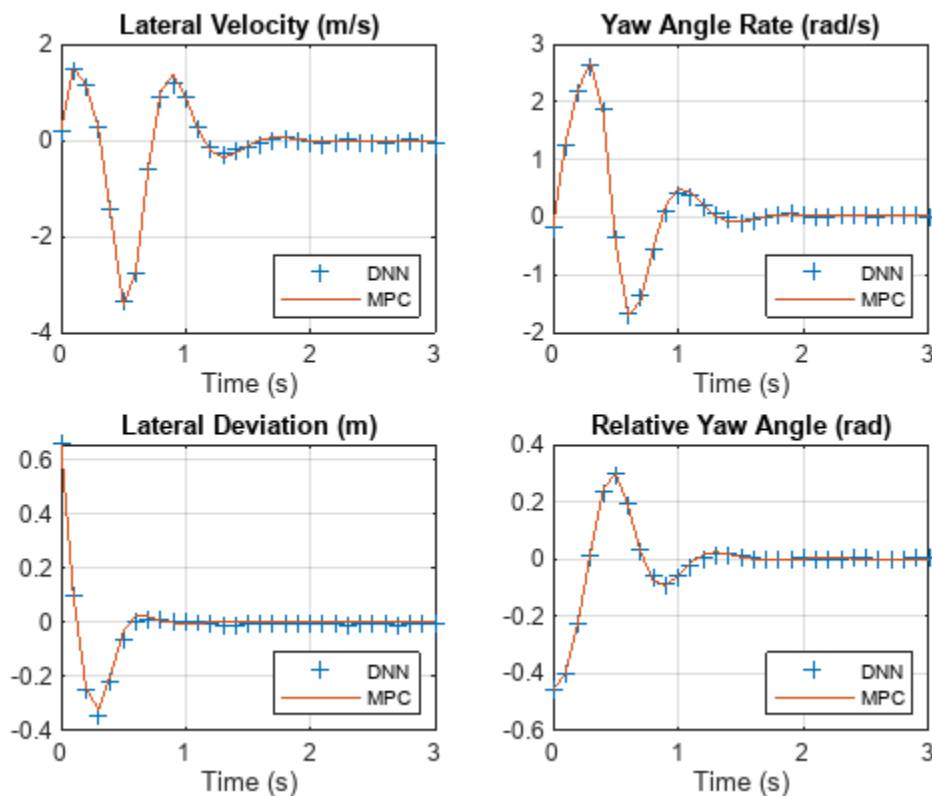 Lateral Velocity (m/s)
2
0
-2
-4
0 1 2 3
Time (s)
DNN
MPC
Yaw Angle Rate (rad/s)
3
2
1
0
-1
-2
0 1 2 3
Time (s)
DNN
MPC
Lateral Deviation (m)
0.6
0.4
0.2
0
-0.2
-0.4
0 1 2 3
Time (s)
DNN
MPC
Relative Yaw Angle (rad)
0.4
0.2
0
-0.2
-0.4
-0.6
0 1 2 3
Time (s)
DNN
MPC